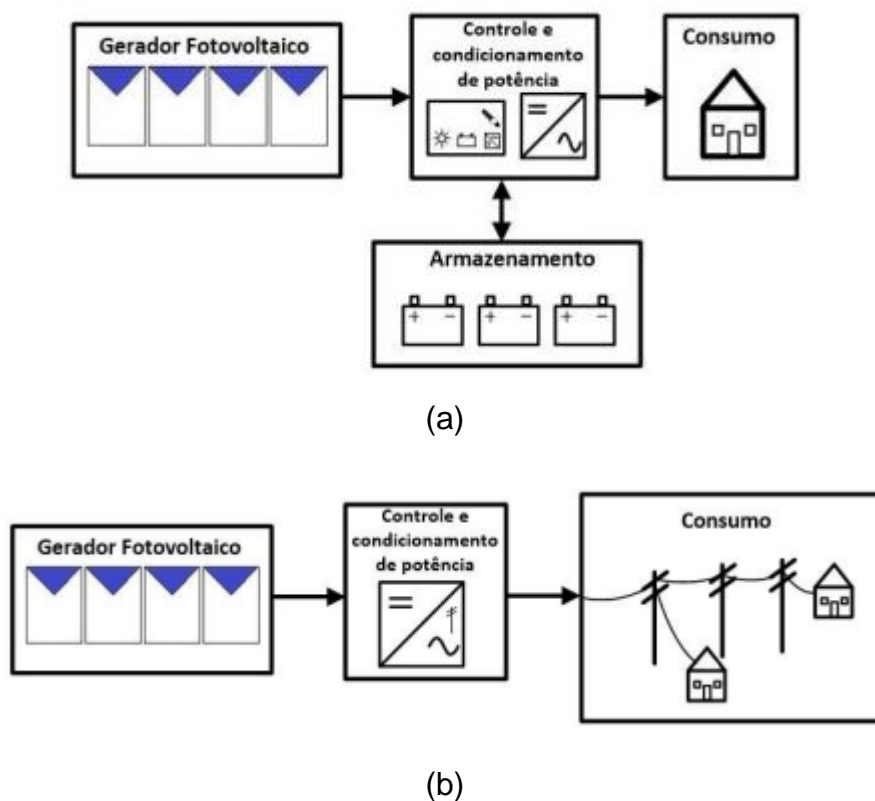 Gerador Fotovoltaico
Controle e
condicionamento
de potência
Consumo
Armazenamento
+ − + − + −
(a)
Gerador Fotovoltaico
Controle e
condicionamento
de potência
Consumo
(b)